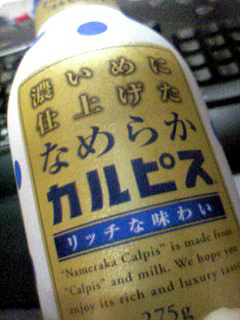 濃いめに
仕上げた
なめらか
カルピス
リッチな味わい
"Nameraka Calpis" is made from
"Calpis" and milk. We hope you
enjoy its rich and luxury tas
275g